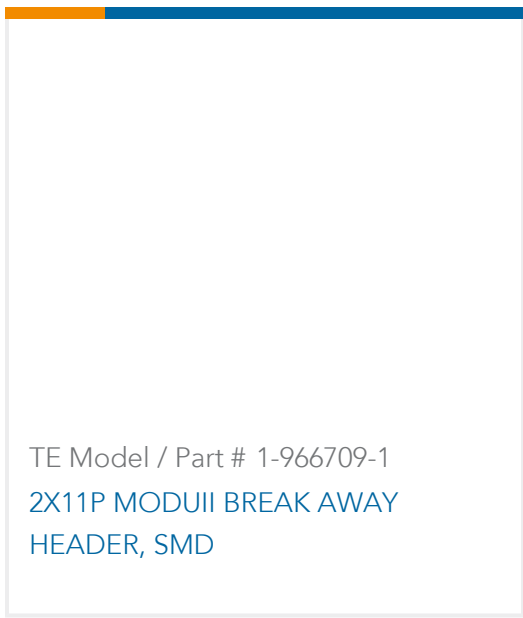 TE Model / Part # 1-966709-1
2X11P MODUII BREAK AWAY
HEADER, SMD